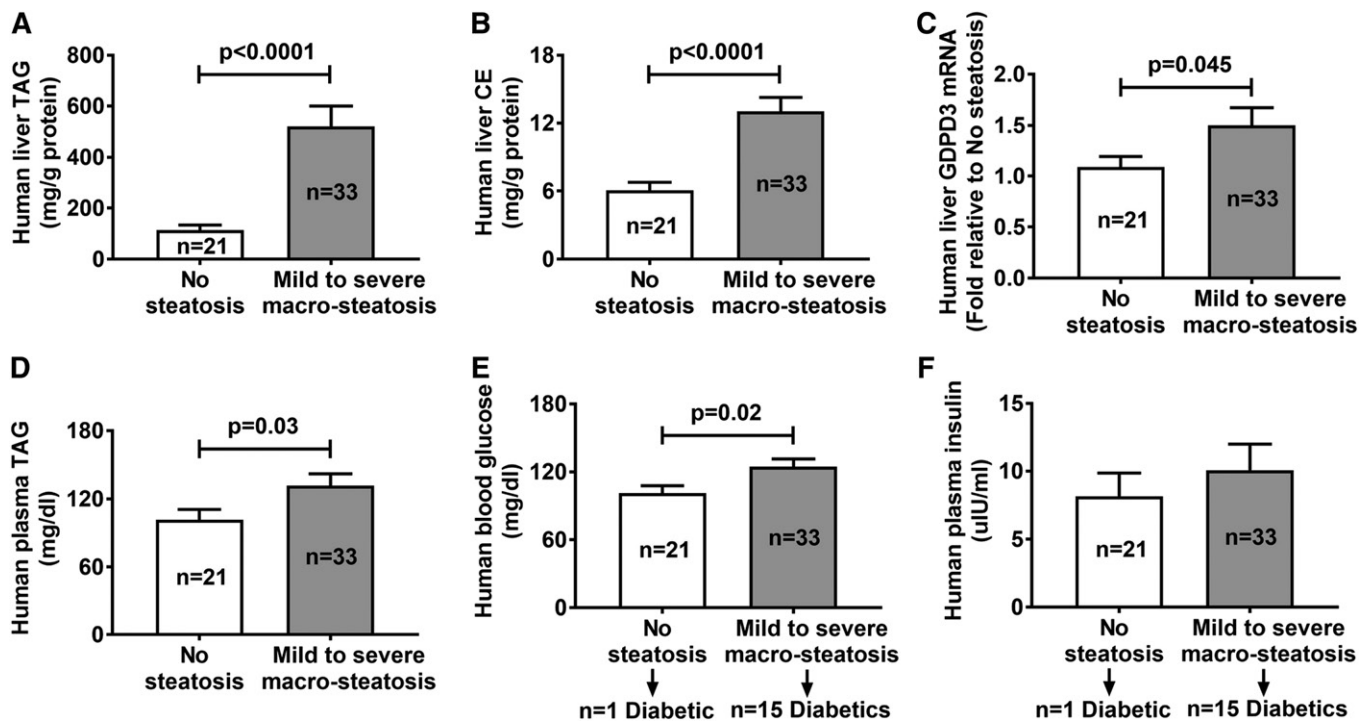 A
Human liver TAG
(mg/g protein)
800
600
400
200
0
p<0.0001
n=21
n=33
No
steatosis
Mild to severe
macro-steatosis
B
Human liver CE
(mg/g protein)
18
12
6
0
p<0.0001
n=21
n=33
No
steatosis
Mild to severe
macro-steatosis
C
Human liver GDPD3 mRNA
(Fold relative to No steatosis)
2.0
1.5
1.0
0.5
0.0
p=0.045
n=21
n=33
No
steatosis
Mild to severe
macro-steatosis
D
Human plasma TAG
(mg/dl)
180
120
60
0
p=0.03
n=21
n=33
No
steatosis
Mild to severe
macro-steatosis
E
Human blood glucose
(mg/dl)
180
120
60
0
p=0.02
n=21
n=33
No
steatosis
Mild to severe
macro-steatosis
n=1 Diabetic
n=15 Diabetics
F
Human plasma insulin
(uIU/ml)
15
10
5
0
n=21
n=33
No
steatosis
Mild to severe
macro-steatosis
n=1 Diabetic
n=15 Diabetics